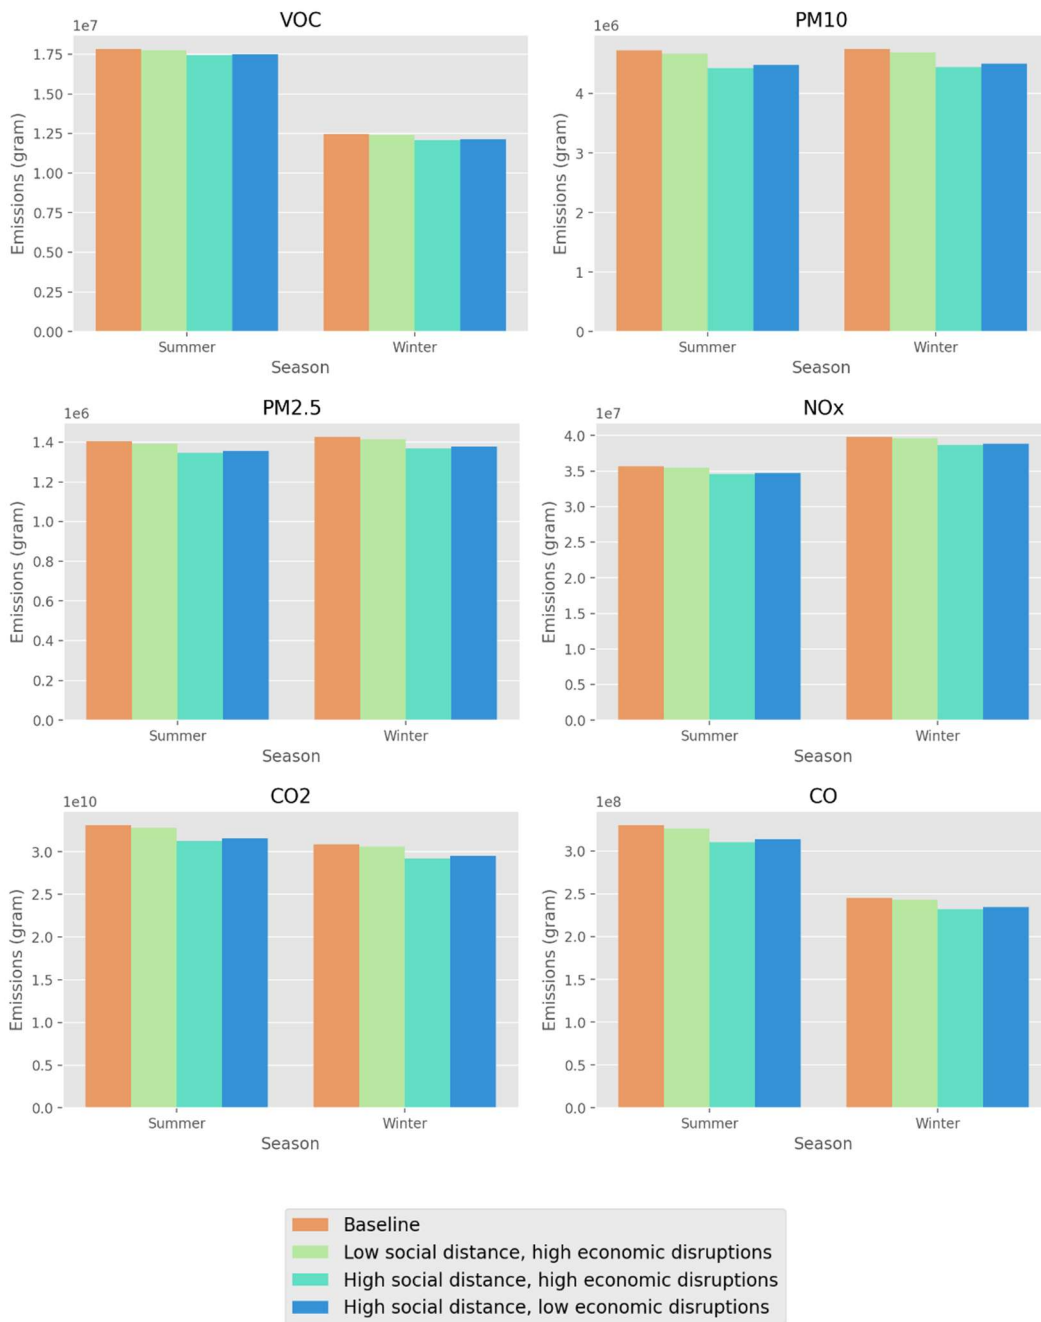 VOC
1e7
1.75
1.50
1.25
1.00
0.75
0.50
0.25
0.00
Emissions (gram)
Summer
Winter
Season
PM10
1e6
4
3
2
1
0
Emissions (gram)
Summer
Winter
Season
PM2.5
1e6
1.4
1.2
1.0
0.8
0.6
0.4
0.2
0.0
Emissions (gram)
Summer
Winter
Season
NOx
1e7
4.0
3.5
3.0
2.5
2.0
1.5
1.0
0.5
0.0
Emissions (gram)
Summer
Winter
Season
CO2
1e10
3.0
2.5
2.0
1.5
1.0
0.5
0.0
Emissions (gram)
Summer
Winter
Season
CO
1e8
3.0
2.5
2.0
1.5
1.0
0.5
0.0
Emissions (gram)
Summer
Winter
Season
Baseline
Low social distance, high economic disruptions
High social distance, high economic disruptions
High social distance, low economic disruptions